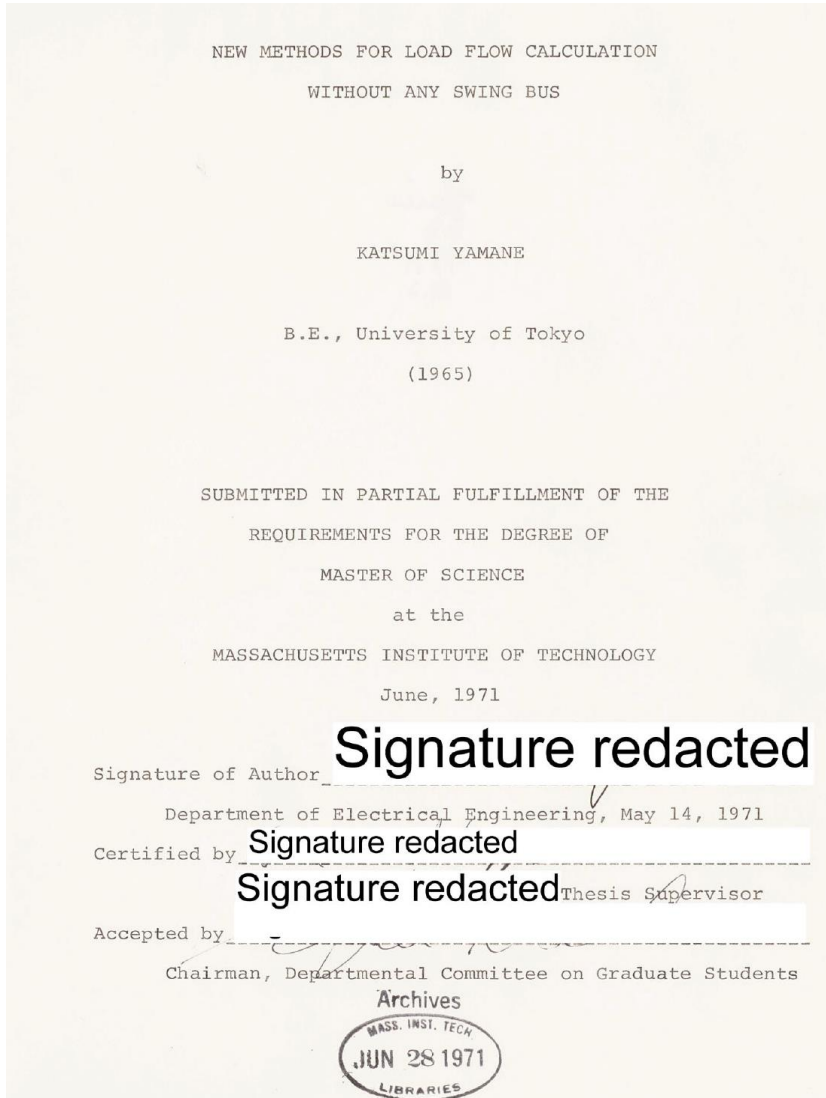 NEW METHODS FOR LOAD FLOW CALCULATION
WITHOUT ANY SWING BUS
by
KATSUMI YAMANE
B.E., University of Tokyo
(1965)
SUBMITTED IN PARTIAL FULFILLMENT OF THE
REQUIREMENTS FOR THE DEGREE OF
MASTER OF SCIENCE
at the
MASSACHUSETTS INSTITUTE OF TECHNOLOGY
June, 1971
Signature of Author Signature redacted
Department of Electrical Engineering, May 14, 1971
Certified by Signature redacted
Signature redacted Thesis Supervisor
Accepted by
Chairman, Departmental Committee on Graduate Students
Archives
MASS. INST. TECH.
JUN 28 1971
LIBRARIES